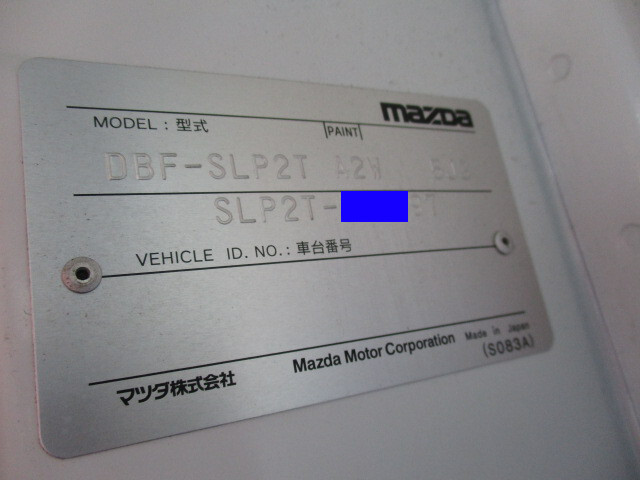 mazda
MODEL : 型式 PAINT
DBF-SLP2T A2W
SLP2T-
VEHICLE ID. NO. : 車台番号
マツダ株式会社 Mazda Motor Corporation Made in Japan
(S083A)